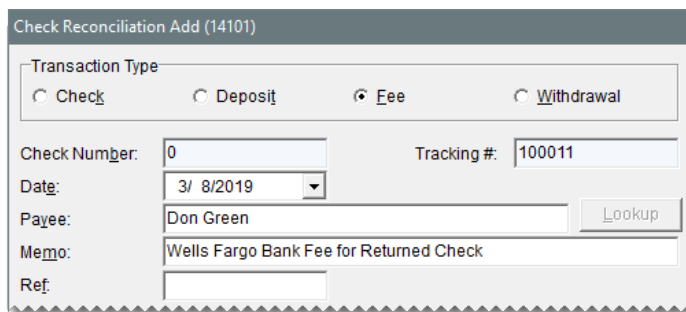 Check Reconciliation Add (14101)
Transaction Type
Check Deposit Fee Withdrawal
Check Number: 0 Tracking #: 100011
Date: 3/ 8/2019
Payee: Don Green Lookup
Memo: Wells Fargo Bank Fee for Returned Check
Ref: